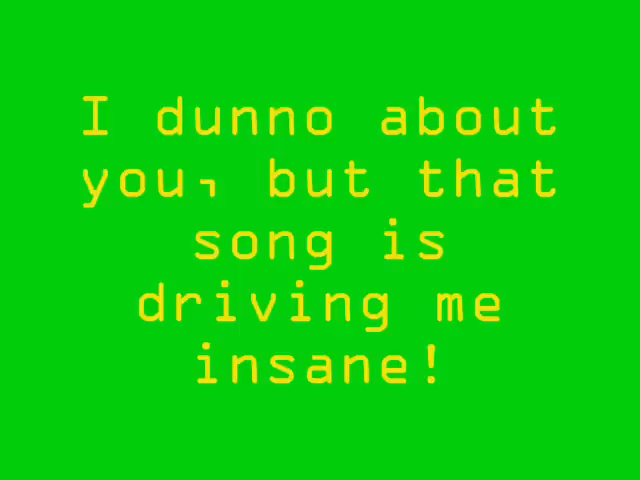 I dunno about
you, but that
song is
driving me
insane!